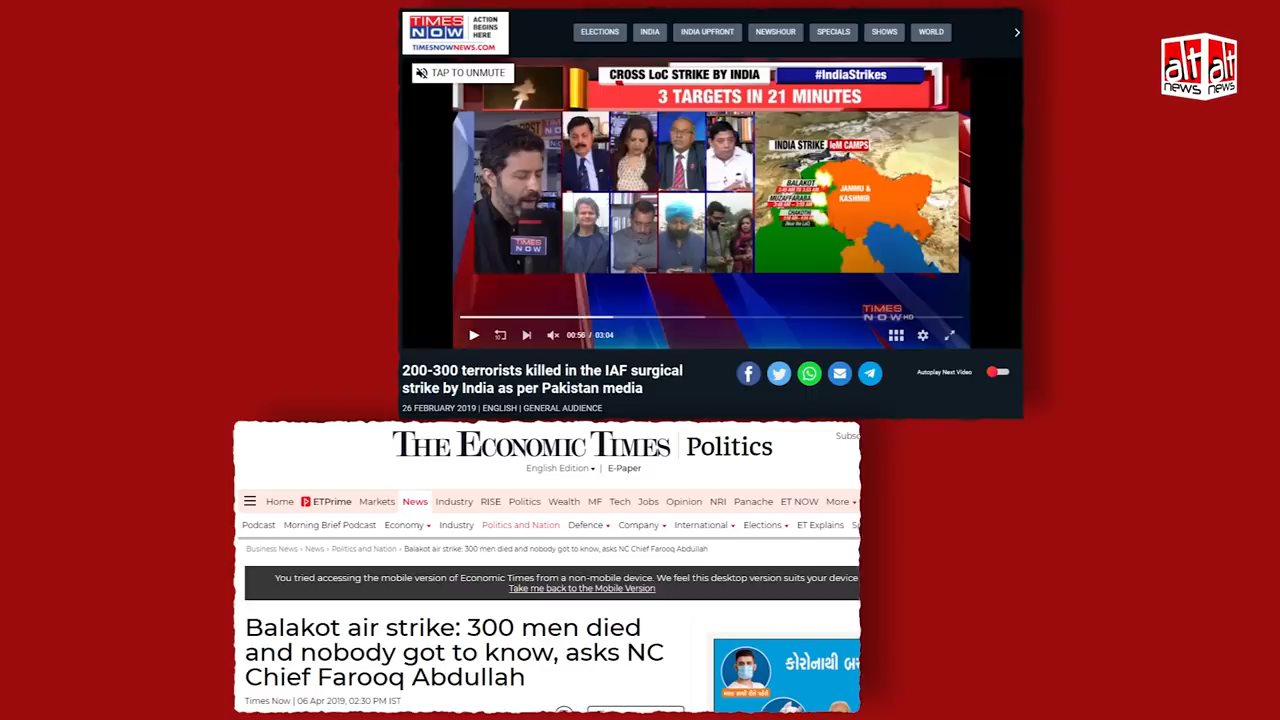 TIMES NOW
ACTION BEGINS HERE
TIMESNOWNEWS.COM
ELECTIONS INDIA INDIA UPFRONT NEWSHOUR SPECIALS SHOWS WORLD
alt news alt news
TAP TO UNMUTE
CROSS LoC STRIKE BY INDIA #IndiaStrikes
3 TARGETS IN 21 MINUTES
INDIA STRIKE JeM CAMPS
BALAKOT
JAMMU &
KASHMIR
TIMES
NOW
TIMES
NOW HD
00:56 / 03:04
200-300 terrorists killed in the IAF surgical
strike by India as per Pakistan media
Autoplay Next Video
26 FEBRUARY 2019 | ENGLISH | GENERAL AUDIENCE
THE ECONOMIC TIMES | Politics
English Edition | E-Paper
Home ETPrime Markets News Industry RISE Politics Wealth MF Tech Jobs Opinion NRI Panache ET NOW More
Podcast Morning Brief Podcast Economy Industry Politics and Nation Defence Company International Elections ET Explains
Business News › News › Politics and Nation › Balakot air strike: 300 men died and nobody got to know, asks NC Chief Farooq Abdullah
You tried accessing the mobile version of Economic Times from a non-mobile device. We feel this desktop version suits your device
Take me back to the Mobile Version
Balakot air strike: 300 men died
and nobody got to know, asks NC
Chief Farooq Abdullah
Times Now | 06 Apr 2019, 02:30 PM IST
કોરોનાથી